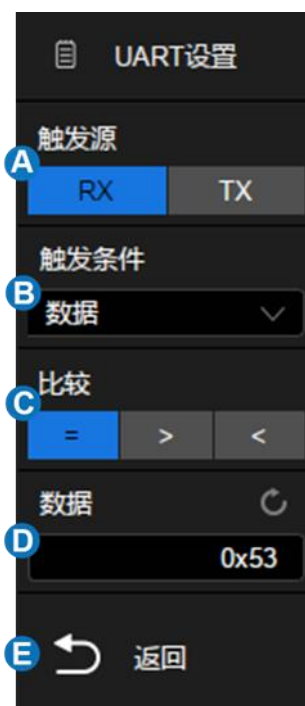 UART设置
触发源
A
RX TX
触发条件
B
数据
比较
C
= > <
数据
D
0x53
E 返回